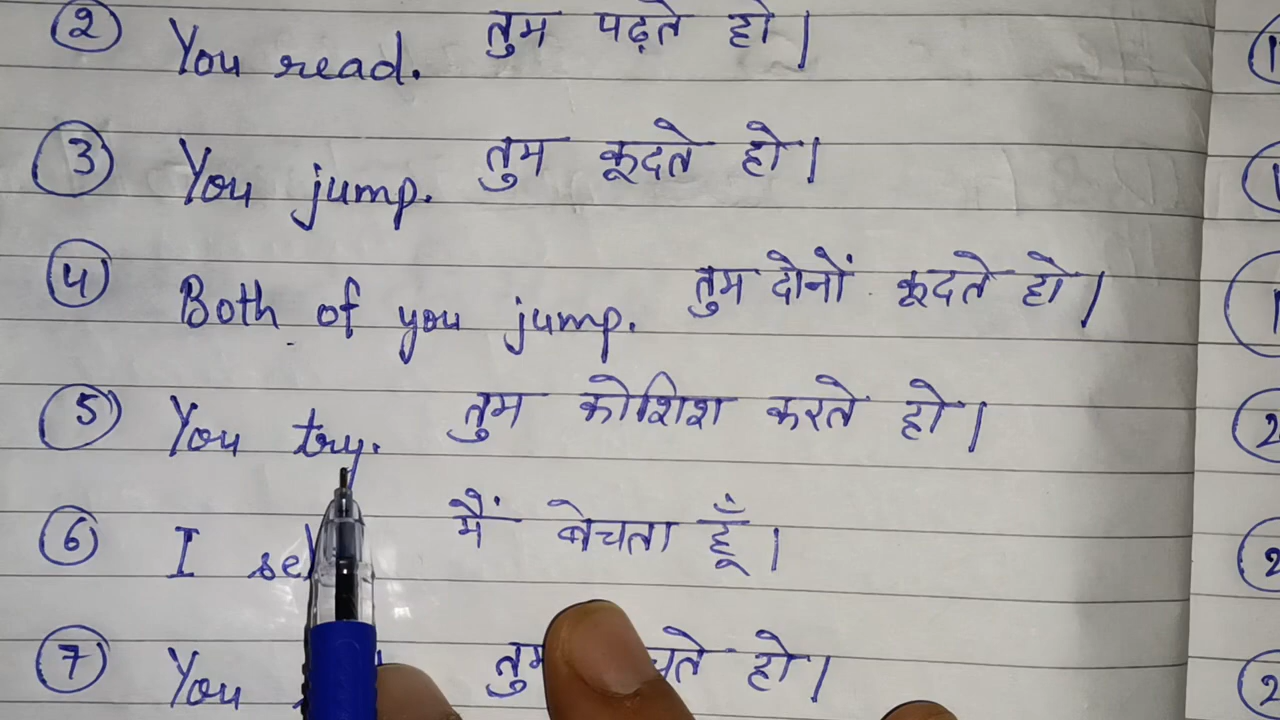 ② You read. तुम पढ़ते हो।
③ You jump. तुम कूदते हो।
④ Both of you jump. तुम दोनों कूदते हो।
⑤ You try. तुम कोशिश करते हो।
⑥ I मैं बेचता हूँ।
⑦ You हो।